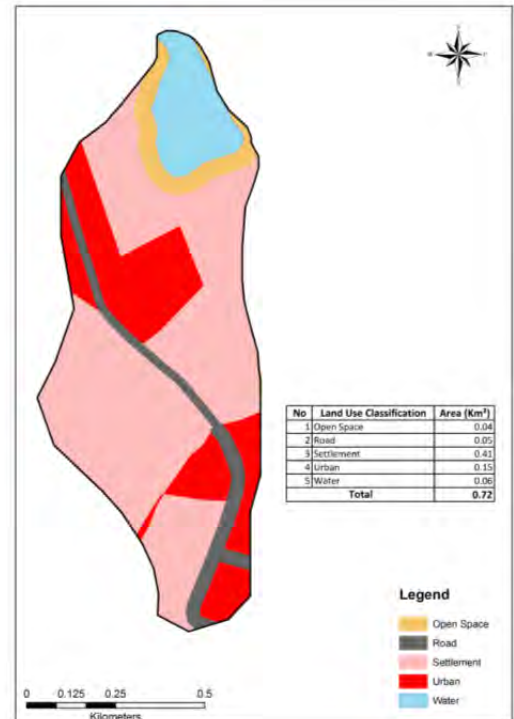 No Land Use Classification Area (Km²)
1 Open Space 0.04
2 Road 0.05
3 Settlement 0.41
4 Urban 0.15
5 Water 0.06
Total 0.72
Legend
Open Space
Road
Settlement
Urban
Water
0 0.125 0.25 0.5
Kilometers